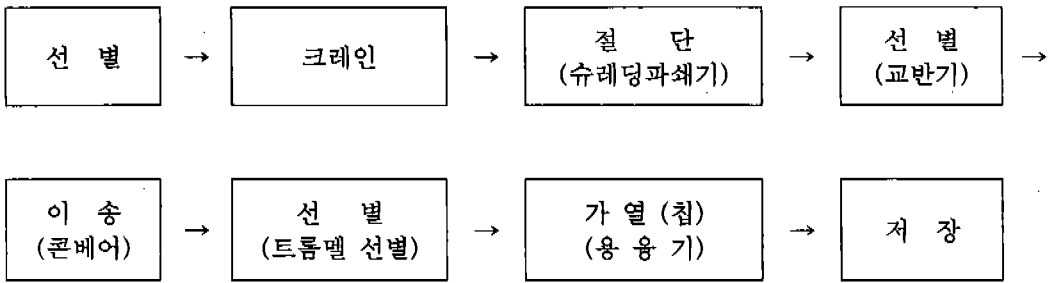 선 별 → 크레인 → 절 단 (슈레딩파쇄기) → 선 별 (교반기) →
이 송 (콘베어) → 선 별 (트롬멜 선별) → 가 열 (칩) (용 융 기) → 저 장